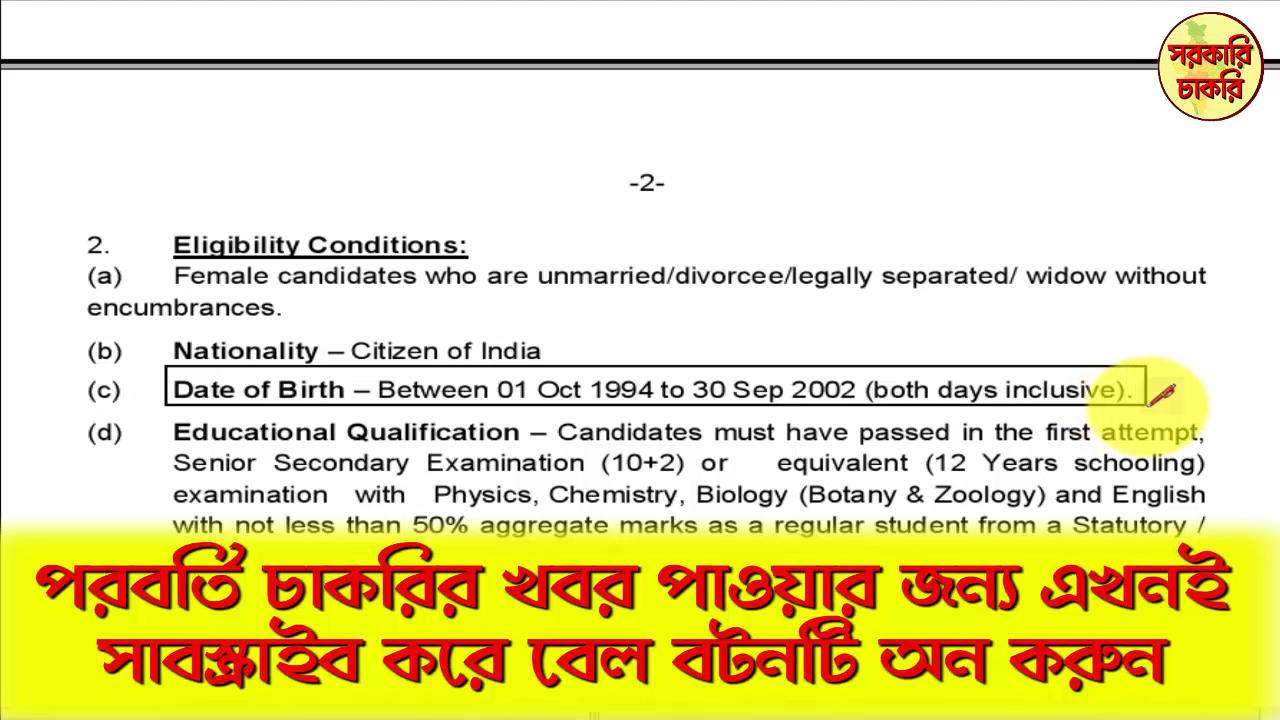 সরকারি
চাকরি
-2-
2. Eligibility Conditions:
(a) Female candidates who are unmarried/divorcee/legally separated/ widow without
encumbrances.
(b) Nationality – Citizen of India
(c) Date of Birth – Between 01 Oct 1994 to 30 Sep 2002 (both days inclusive).
(d) Educational Qualification – Candidates must have passed in the first attempt,
Senior Secondary Examination (10+2) or equivalent (12 Years schooling)
examination with Physics, Chemistry, Biology (Botany & Zoology) and English
with not less than 50% aggregate marks as a regular student from a Statutory /
পরবর্তি চাকরির খবর পাওয়ার জন্য এখনই
সাবস্ক্রাইব করে বেল বটনটি অন করুন